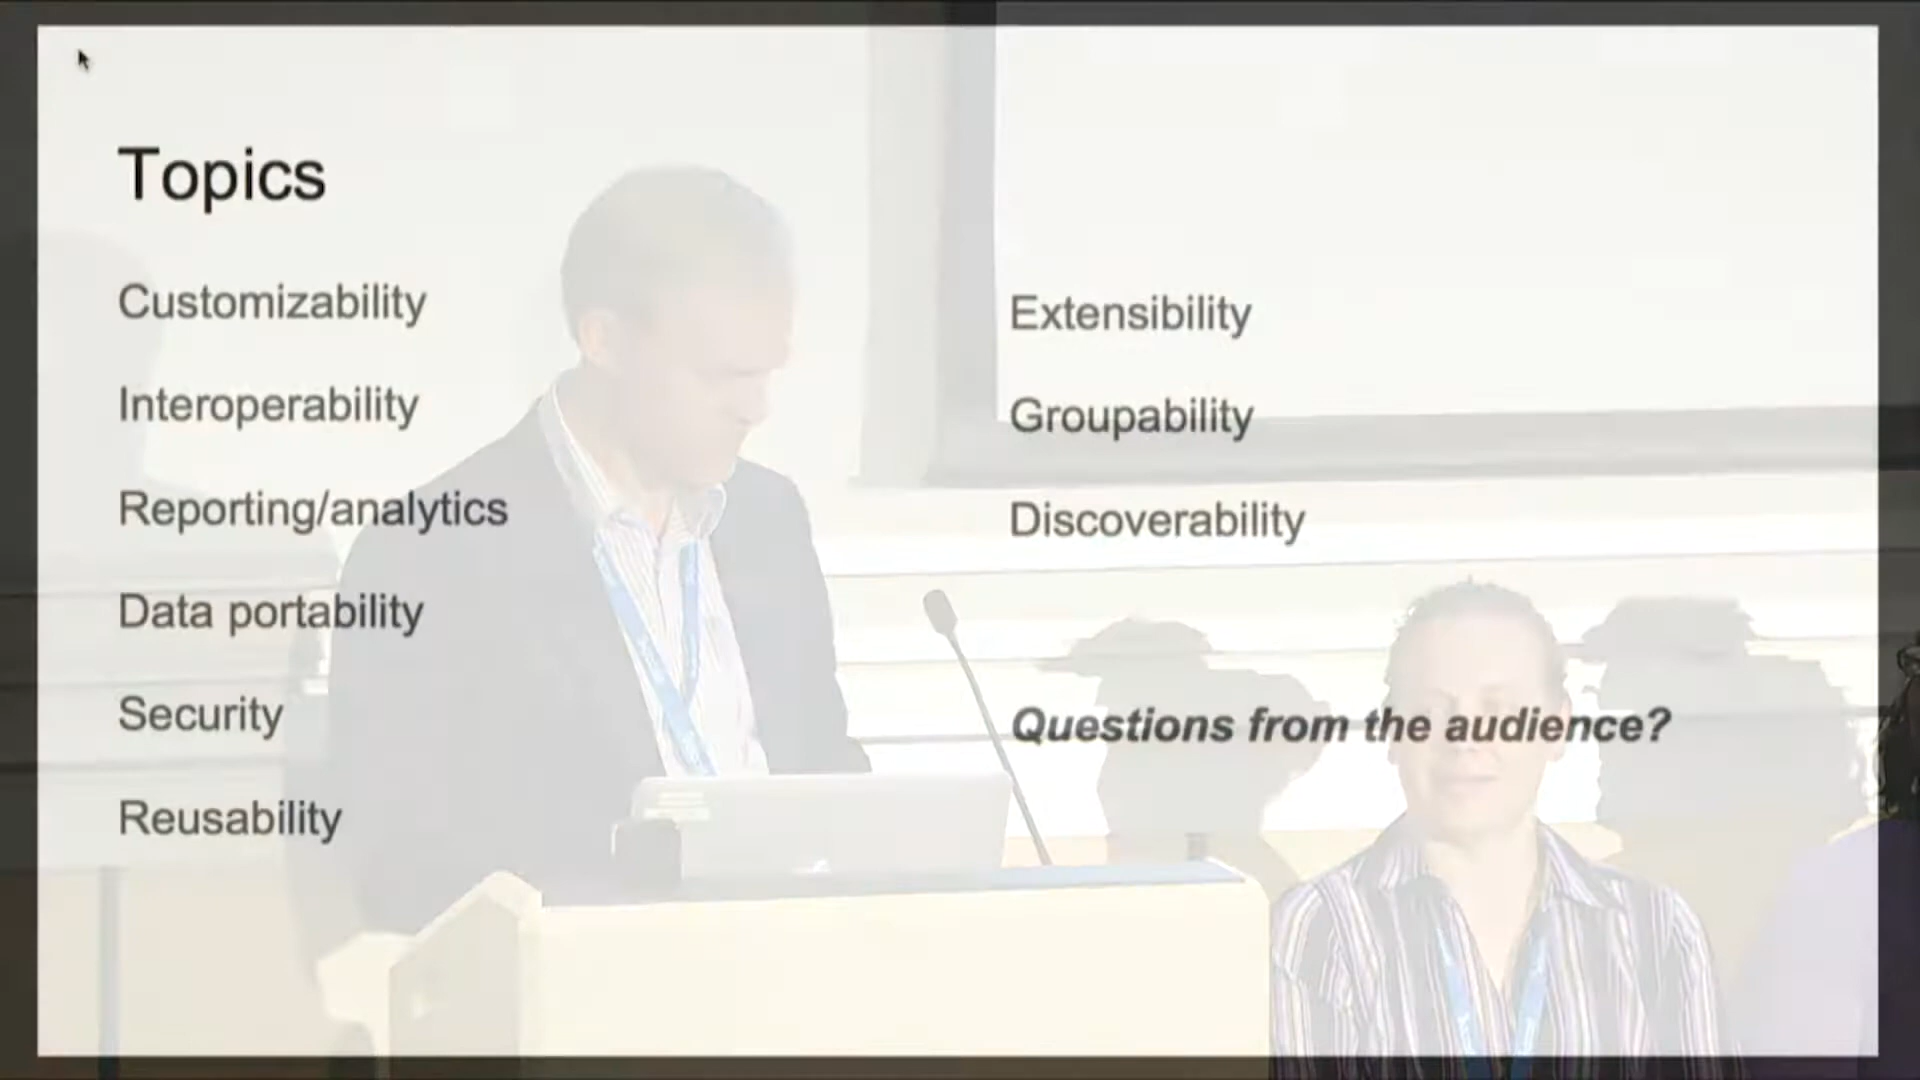 Topics
Customizability
Interoperability
Reporting/analytics
Data portability
Security
Reusability
Extensibility
Groupability
Discoverability
Questions from the audience?